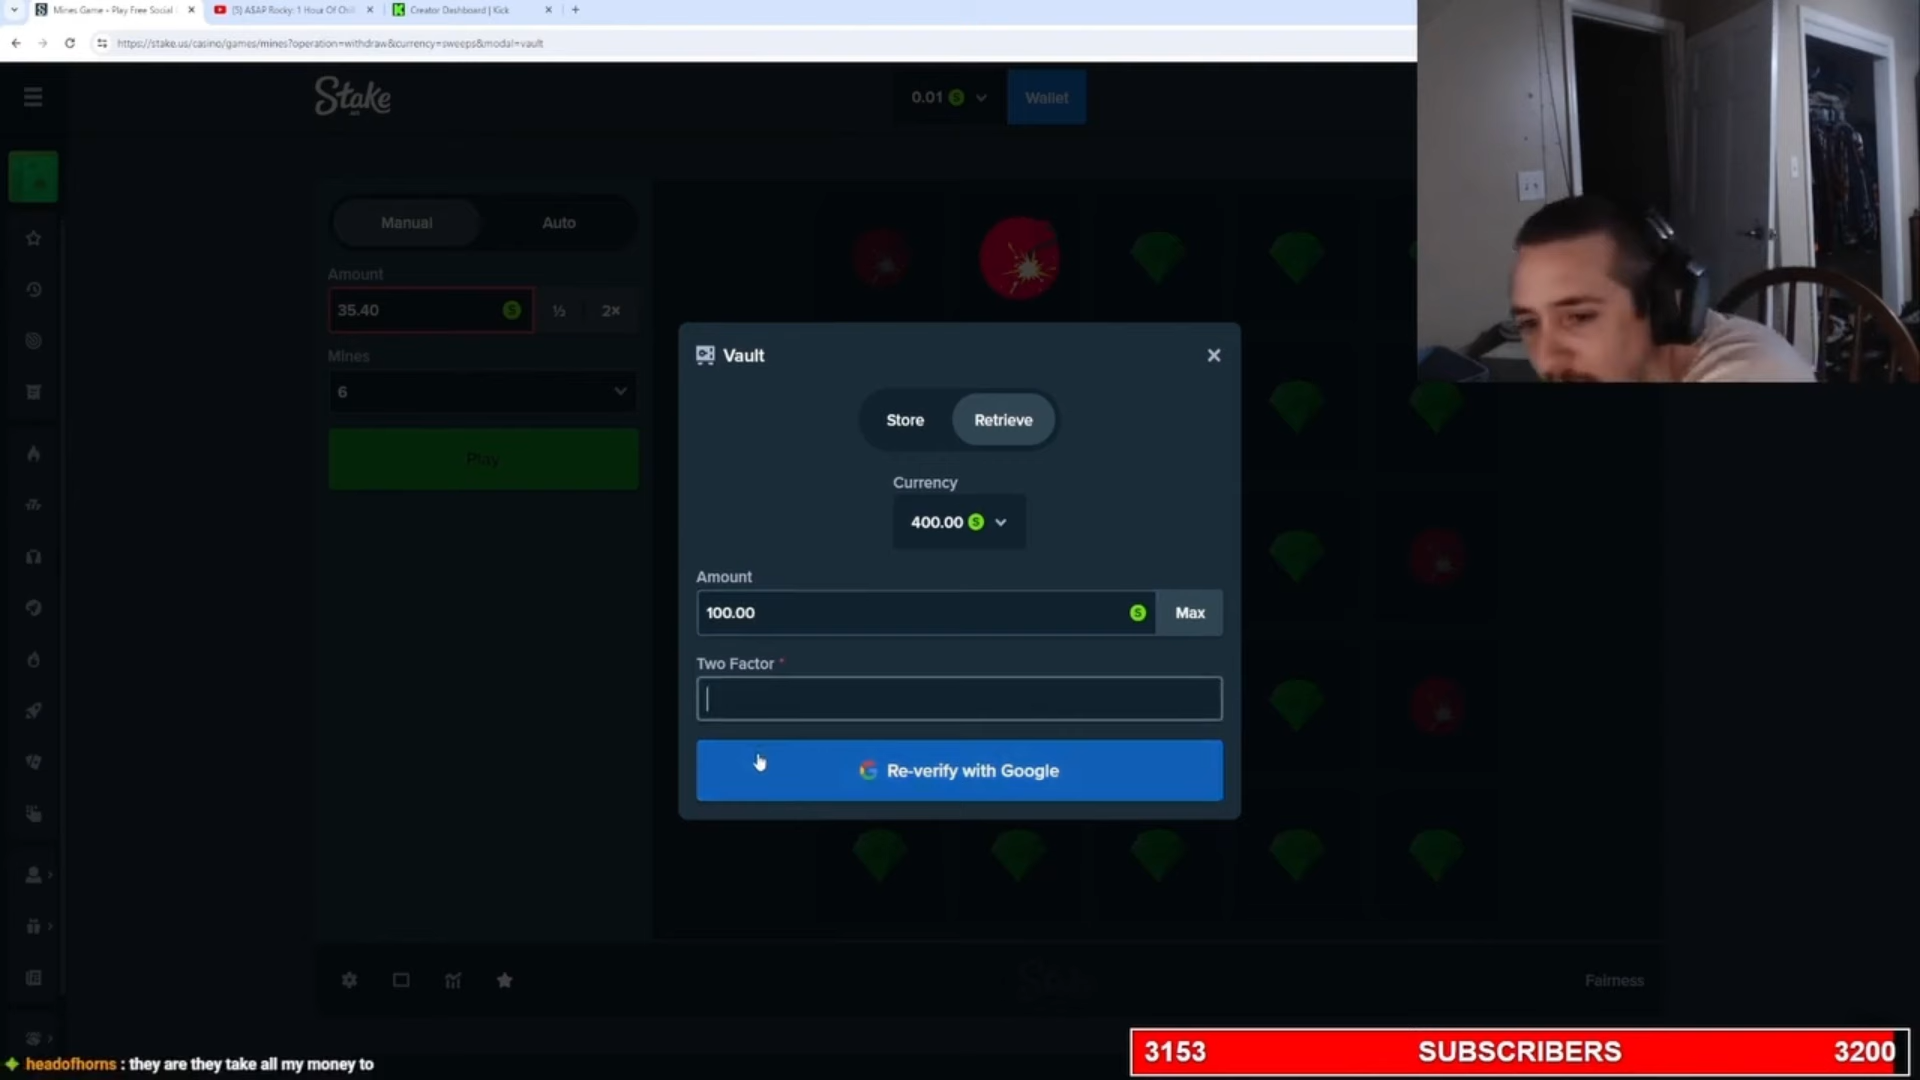 Mines Game - Play Free Social
(5) A$AP Rocky: 1 Hour Of Chil
Creator Dashboard | Kick
https://stake.us/casino/games/mines?operation=withdraw&currency=sweeps&modal=vault
Stake
0.01
Wallet
Manual
Auto
Amount
35.40
½
2×
Mines
6
Play
Vault
Store
Retrieve
Currency
400.00
Amount
100.00
Max
Two Factor *
Re-verify with Google
Stake
Fairness
headofhorns : they are they take all my money to
3153 SUBSCRIBERS 3200